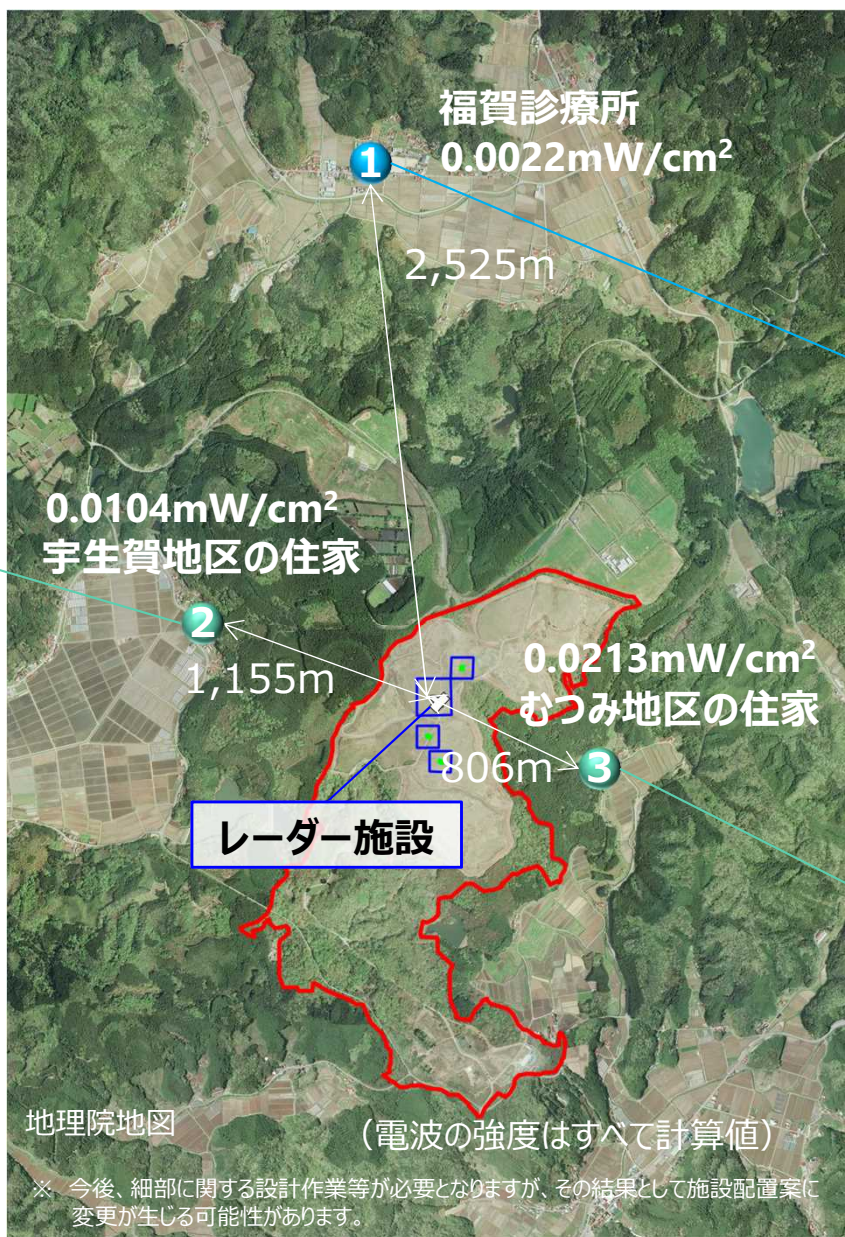 福賀診療所
0.0022mW/cm²
1
2,525m
0.0104mW/cm²
宇生賀地区の住家
2
1,155m
0.0213mW/cm²
むつみ地区の住家
806m
3
レーダー施設
地理院地図
（電波の強度はすべて計算値）
※ 今後、細部に関する設計作業等が必要となりますが、その結果として施設配置案に
変更が生じる可能性があります。